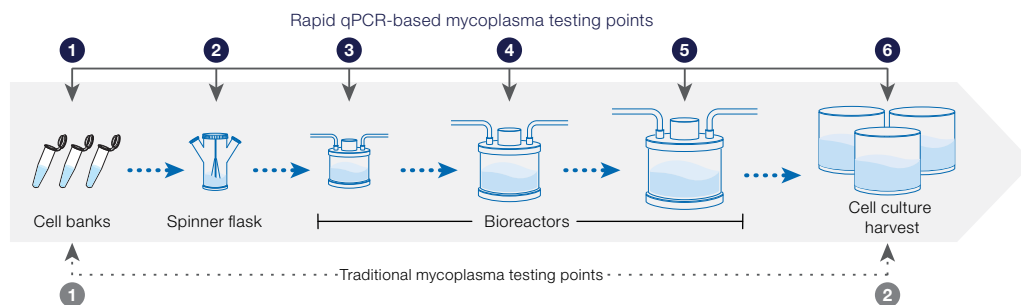 Rapid qPCR-based mycoplasma testing points
1 2 3 4 5 6
Cell banks
Spinner flask
Bioreactors
Cell culture
harvest
Traditional mycoplasma testing points
1 2